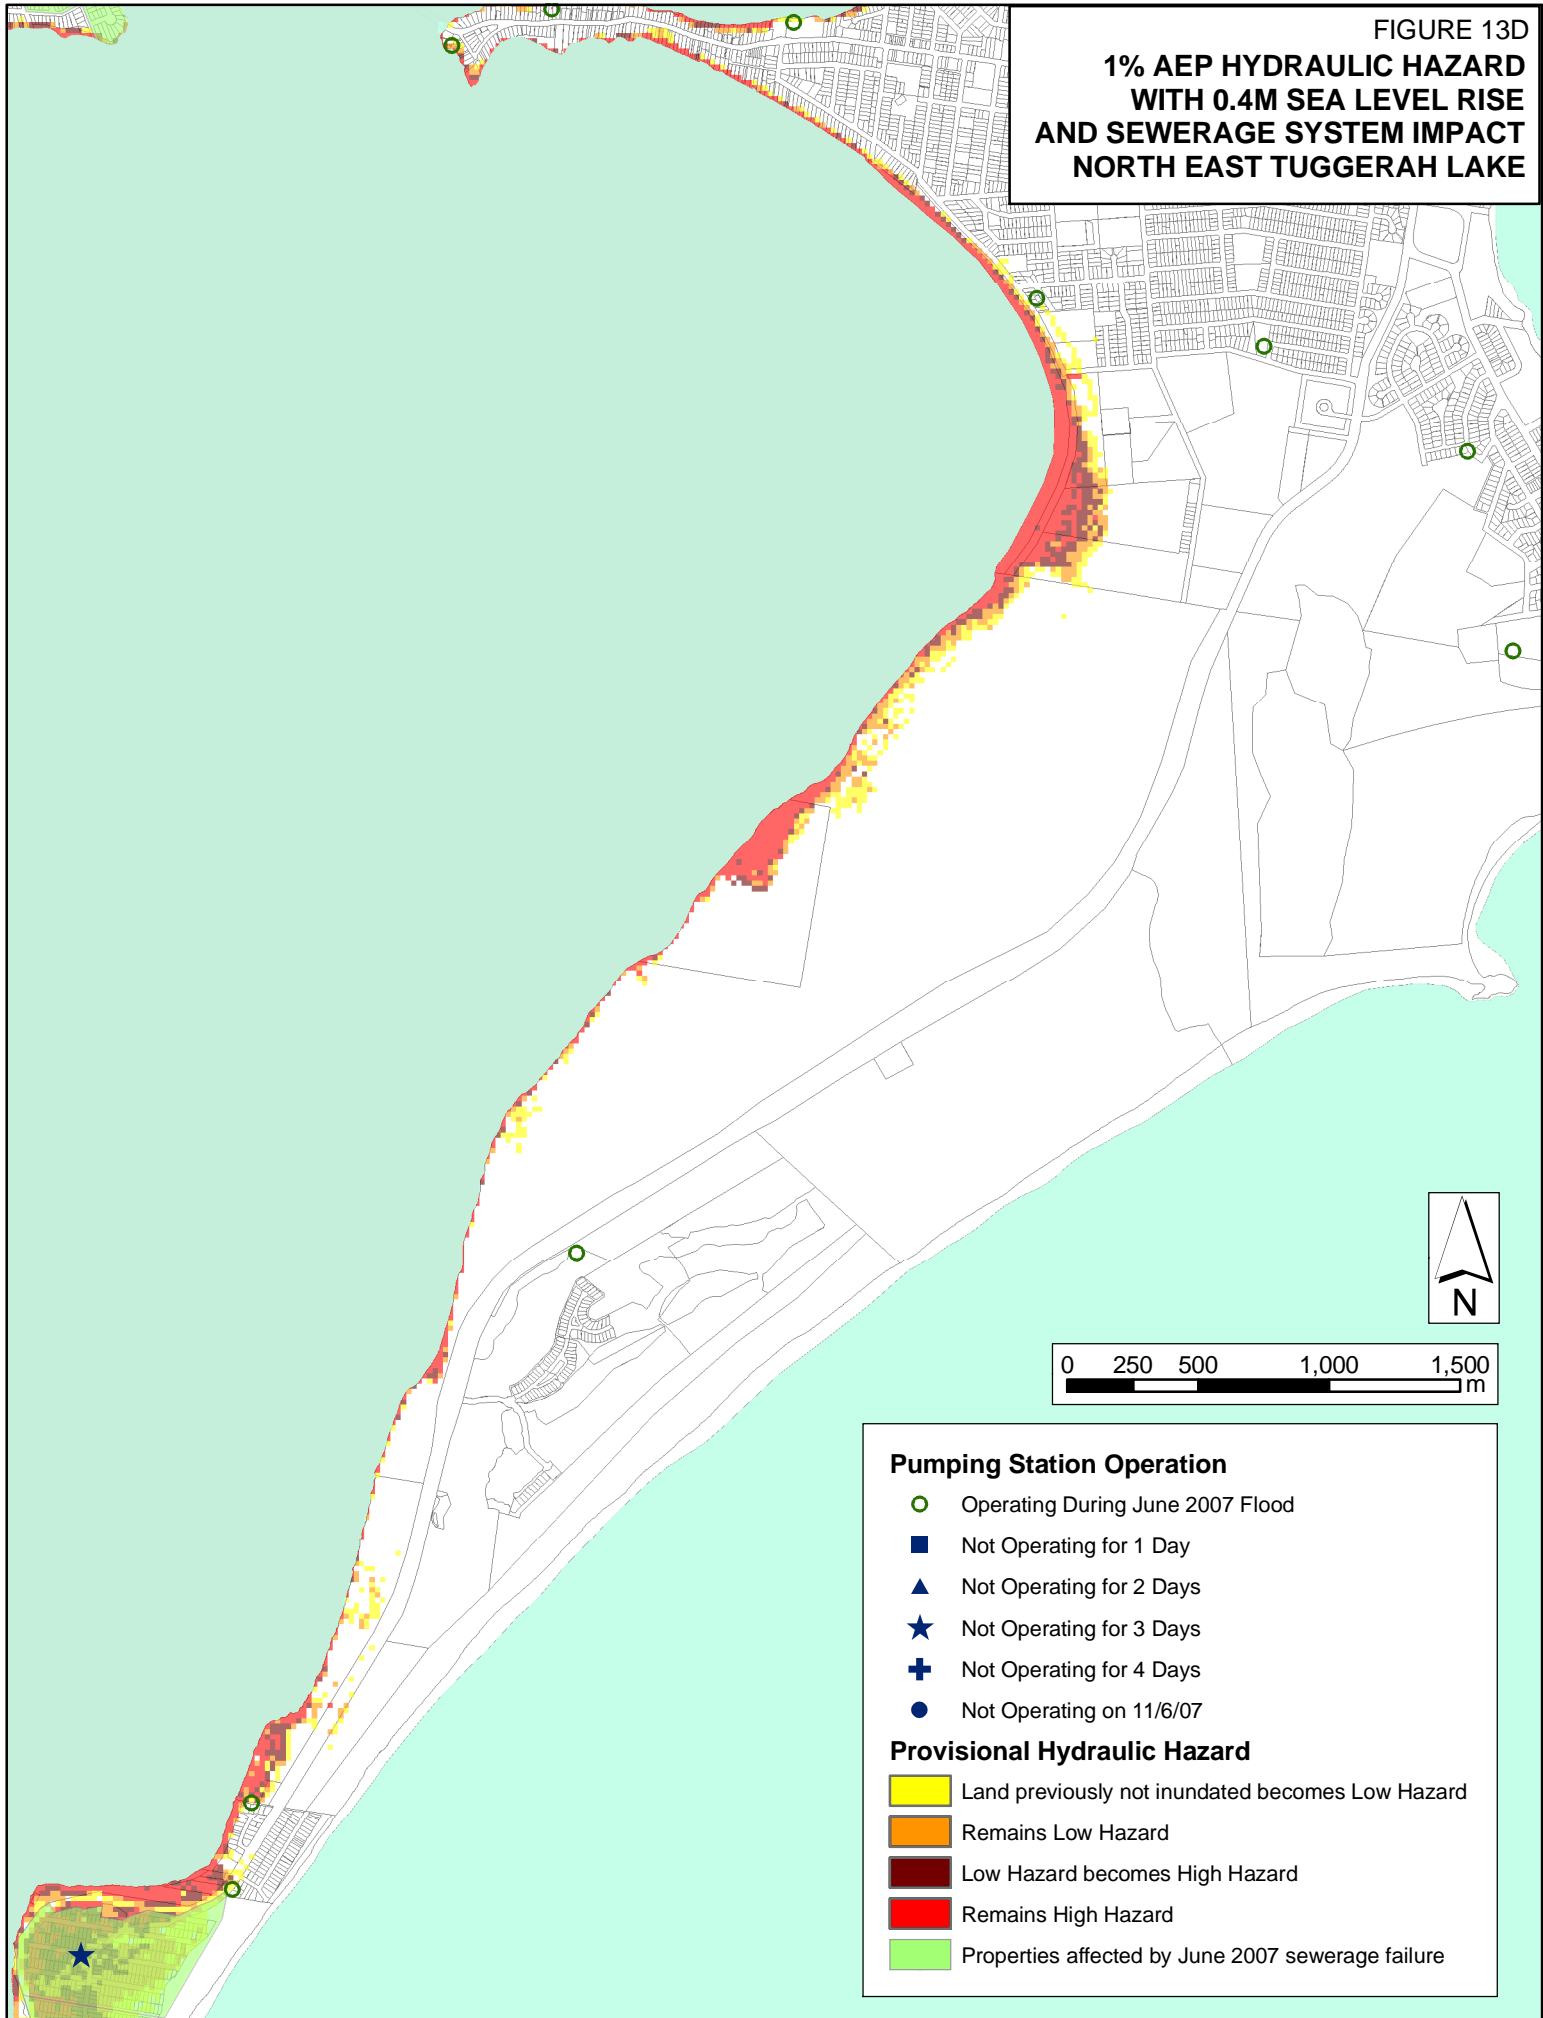 FIGURE 13D
1% AEP HYDRAULIC HAZARD
WITH 0.4M SEA LEVEL RISE
AND SEWERAGE SYSTEM IMPACT
NORTH EAST TUGGERAH LAKE
N
0 250 500 1,000 1,500
m
Pumping Station Operation
Operating During June 2007 Flood
Not Operating for 1 Day
Not Operating for 2 Days
Not Operating for 3 Days
Not Operating for 4 Days
Not Operating on 11/6/07
Provisional Hydraulic Hazard
Land previously not inundated becomes Low Hazard
Remains Low Hazard
Low Hazard becomes High Hazard
Remains High Hazard
Properties affected by June 2007 sewerage failure